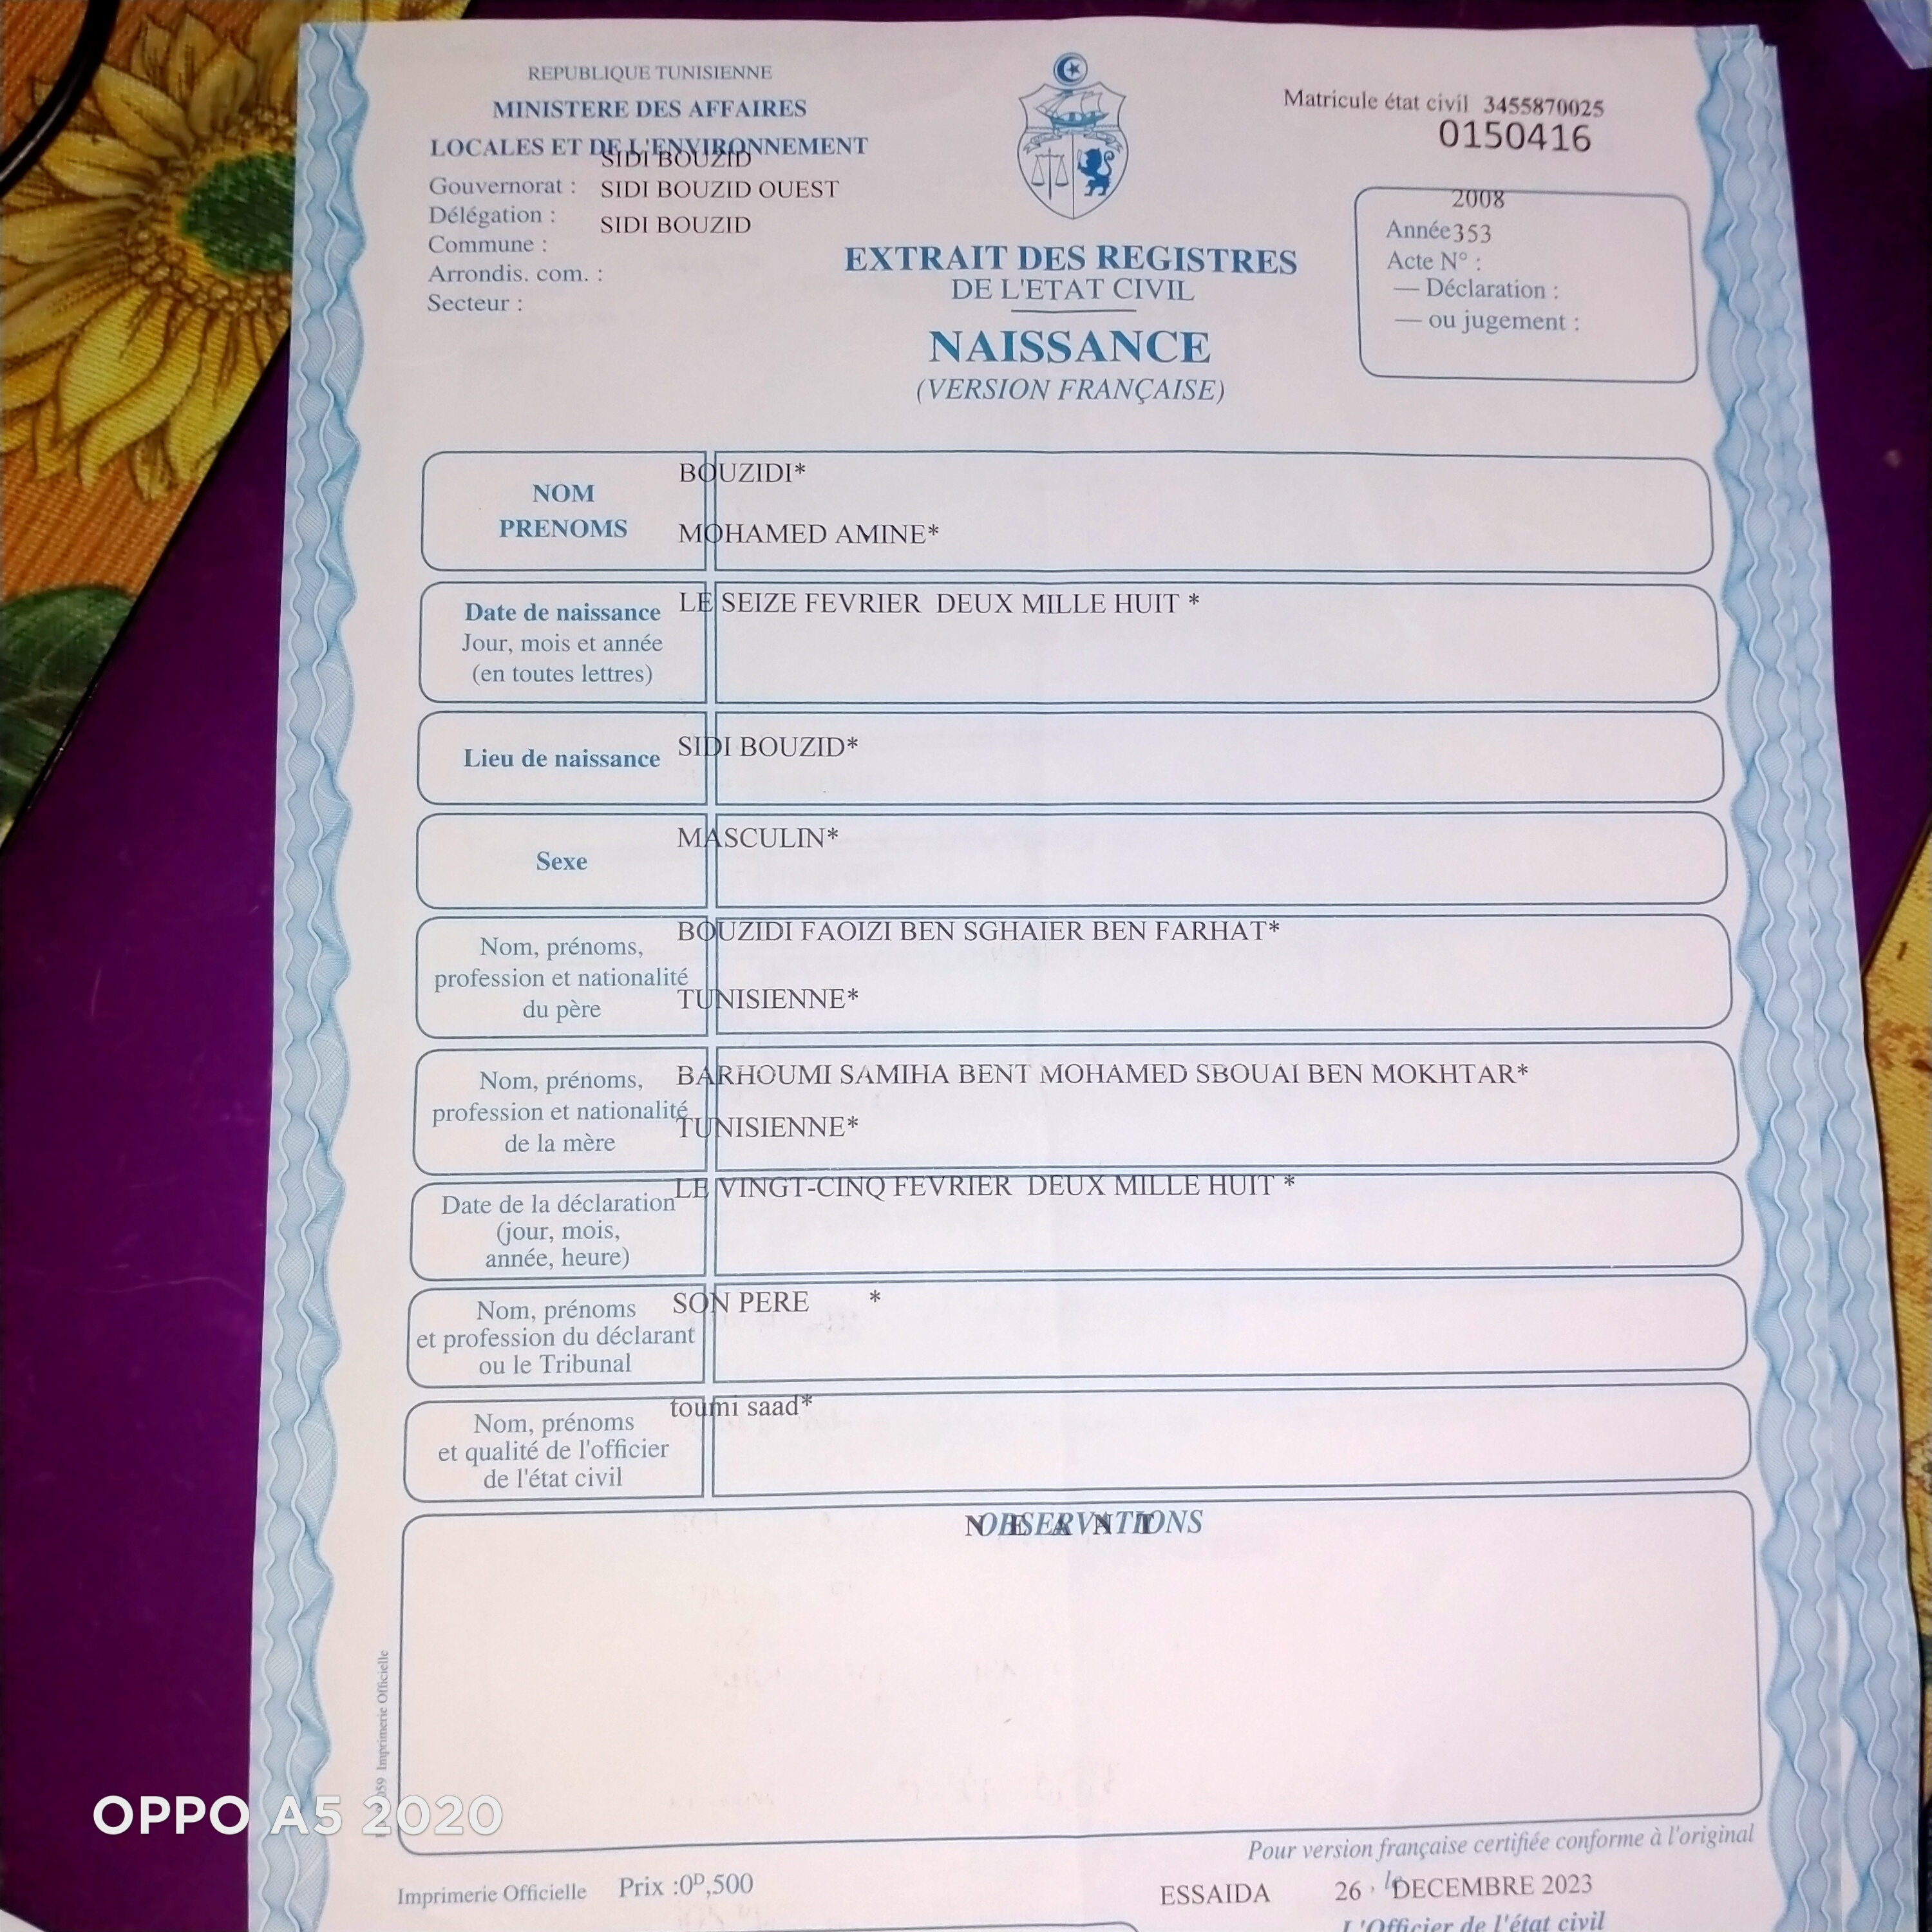 REPUBLIQUE TUNISIENNE
MINISTERE DES AFFAIRES
LOCALES ET DE L'ENVIRONNEMENT
SIDI BOUZID
Gouvernorat : SIDI BOUZID OUEST
Délégation : SIDI BOUZID
Commune :
Arrondis. com. :
Secteur :
Matricule état civil 3455870025
0150416
2008
Année 353
Acte N° :
— Déclaration :
— ou jugement :
EXTRAIT DES REGISTRES
DE L'ETAT CIVIL
NAISSANCE
(VERSION FRANÇAISE)
NOM
PRENOMS
BOUZIDI*
MOHAMED AMINE*
Date de naissance
Jour, mois et année
(en toutes lettres)
LE SEIZE FEVRIER DEUX MILLE HUIT *
Lieu de naissance
SIDI BOUZID*
Sexe
MASCULIN*
Nom, prénoms,
profession et nationalité
du père
BOUZIDI FAOIZI BEN SGHAIER BEN FARHAT*
TUNISIENNE*
Nom, prénoms,
profession et nationalité
de la mère
BARHOUMI SAMIHA BENT MOHAMED SBOUAI BEN MOKHTAR*
TUNISIENNE*
Date de la déclaration
(jour, mois,
année, heure)
LE VINGT-CINQ FEVRIER DEUX MILLE HUIT *
Nom, prénoms
et profession du déclarant
ou le Tribunal
SON PERE *
Nom, prénoms
et qualité de l'officier
de l'état civil
toumi saad*
OBSERVATIONS
N E A N T
Imprimerie Officielle
Pour version française certifiée conforme à l'original
Imprimerie Officielle Prix :0ᴰ,500
ESSAIDA 26 , le DECEMBRE 2023
L'Officier de l'état civil
OPPO A5 2020